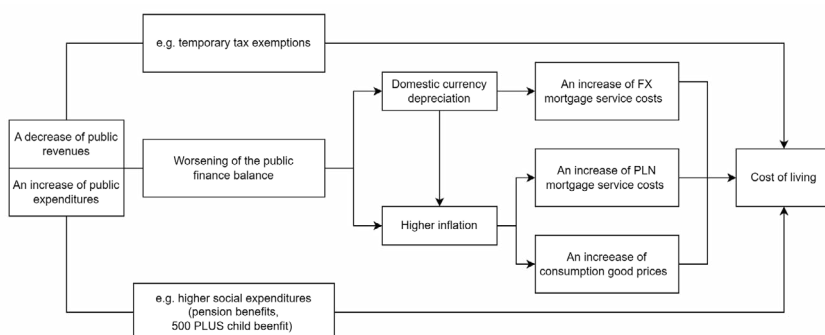 e.g. temporary tax exemptions
Domestic currency
depreciation
An increase of FX
mortgage service costs
A decrease of public
revenues
An increase of public
expenditures
Worsening of the public
finance balance
An increase of PLN
mortgage service costs
Cost of living
Higher inflation
An increease of
consumption good prices
e.g. higher social expenditures
(pension benefits,
500 PLUS child beenfit)